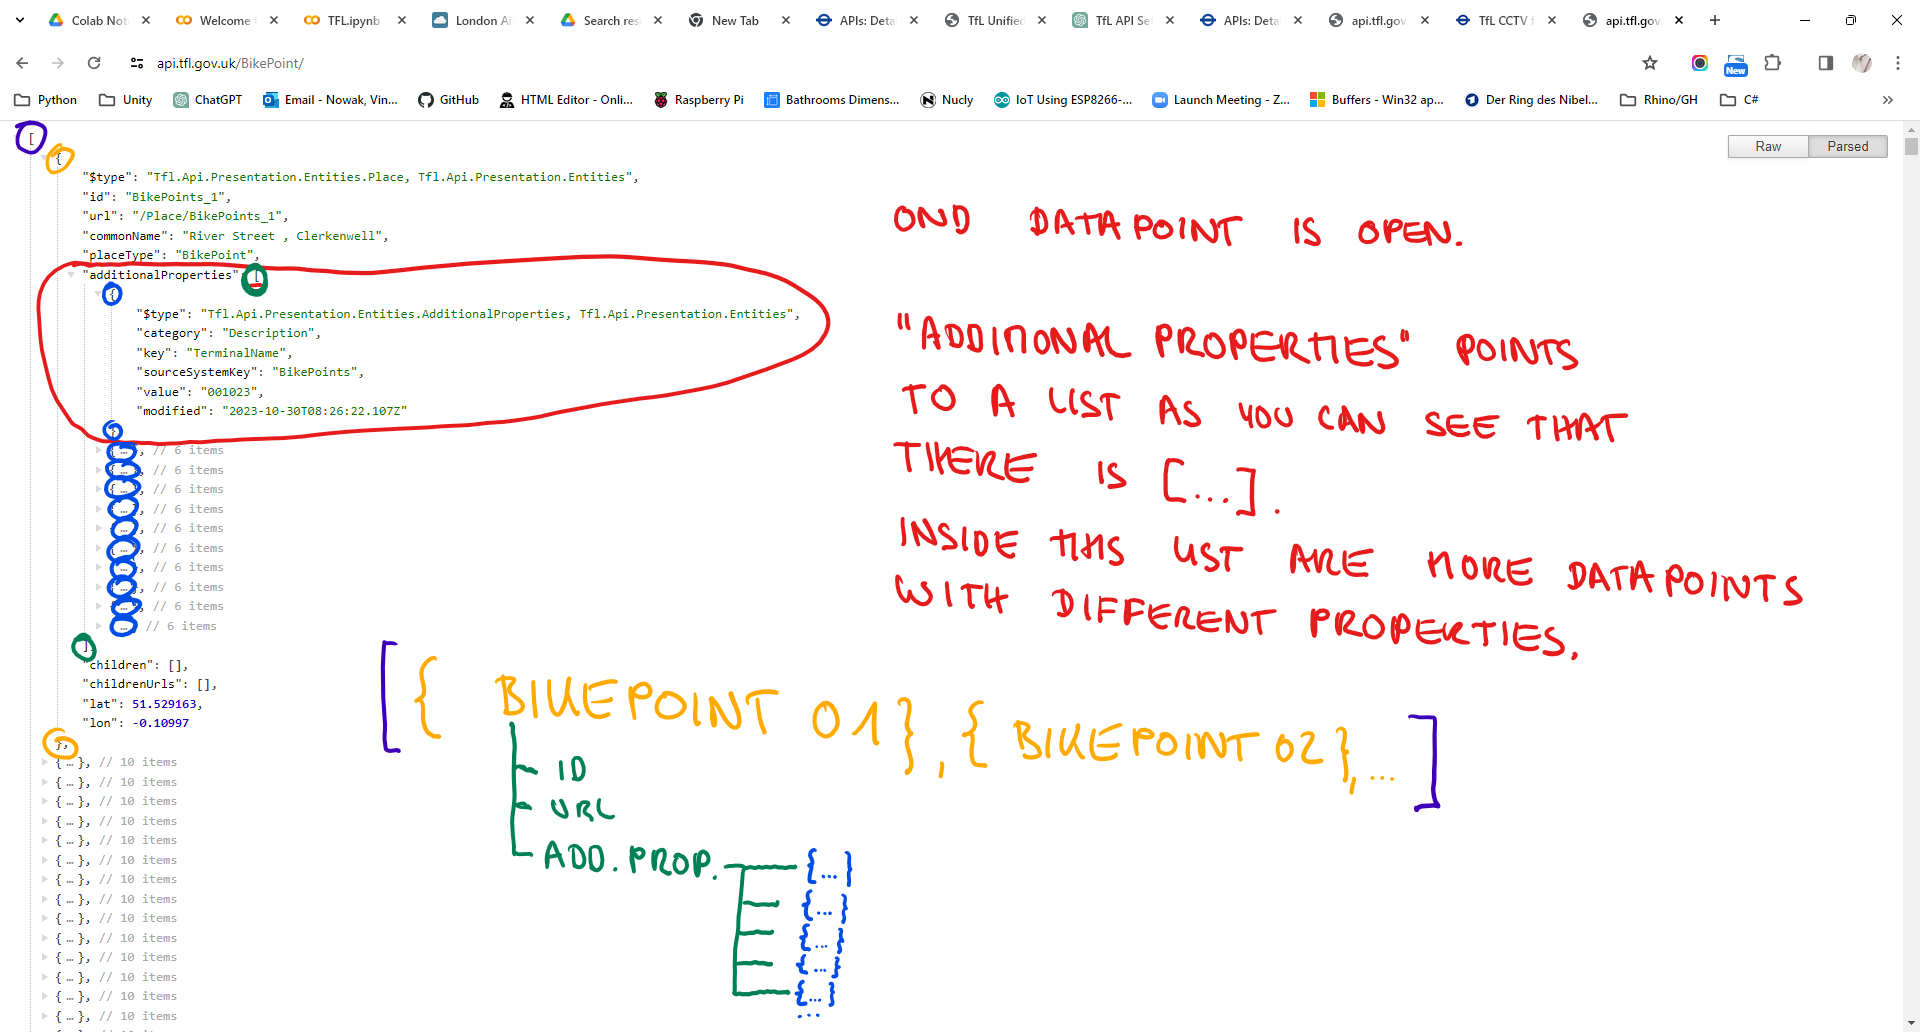 Colab Not
Welcome
TFL.ipynb
London Ai
Search res
New Tab
APIs: Deta
TfL Unified
TfL API Se
APIs: Deta
api.tfl.gov
TfL CCTV
api.tfl.gov
api.tfl.gov.uk/BikePoint/
New
Python
Unity
ChatGPT
Email - Nowak, Vin...
GitHub
HTML Editor - Onli...
Raspberry Pi
Bathrooms Dimens...
Nucly
IoT Using ESP8266-...
Launch Meeting - Z...
Buffers - Win32 ap...
Der Ring des Nibel...
Rhino/GH
C#
Raw
Parsed
[
{
"$type": "Tfl.Api.Presentation.Entities.Place, Tfl.Api.Presentation.Entities",
"id": "BikePoints_1",
"url": "/Place/BikePoints_1",
"commonName": "River Street , Clerkenwell",
"placeType": "BikePoint",
"additionalProperties": [
{
"$type": "Tfl.Api.Presentation.Entities.AdditionalProperties, Tfl.Api.Presentation.Entities",
"category": "Description",
"key": "TerminalName",
"sourceSystemKey": "BikePoints",
"value": "001023",
"modified": "2023-10-30T08:26:22.107Z"
},
{ … }, // 6 items
{ … }, // 6 items
{ … }, // 6 items
{ … }, // 6 items
{ … }, // 6 items
{ … }, // 6 items
{ … }, // 6 items
{ … }, // 6 items
{ … }, // 6 items
{ … } // 6 items
],
"children": [],
"childrenUrls": [],
"lat": 51.529163,
"lon": -0.10997
},
{ … }, // 10 items
{ … }, // 10 items
{ … }, // 10 items
{ … }, // 10 items
{ … }, // 10 items
{ … }, // 10 items
{ … }, // 10 items
{ … }, // 10 items
{ … }, // 10 items
{ … }, // 10 items
{ … }, // 10 items
{ … }, // 10 items
{ … }, // 10 items
{ … }, // 10 items
OND DATAPOINT IS OPEN.
"ADDITIONAL PROPERTIES" POINTS
TO A LIST AS YOU CAN SEE THAT
THERE IS [...].
INSIDE THIS LIST ARE MORE DATAPOINTS
WITH DIFFERENT PROPERTIES.
[{ BIKEPOINT 01}, { BIKEPOINT 02}, ... ]
ID
URL
ADD. PROP.
{...}
{...}
{...}
{...}
{...}
...